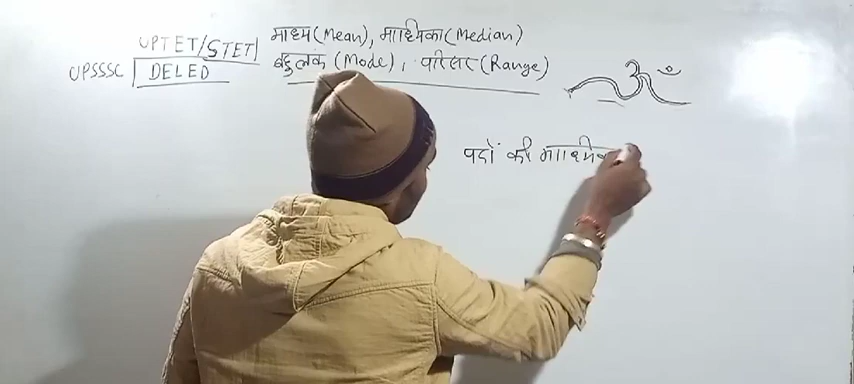 UPTET/STET/
UPSSSC DELED
माध्य (Mean), माध्यिका (Median)
बहुलक (Mode), परिसर (Range)
ॐ
पदों की माध्यिक